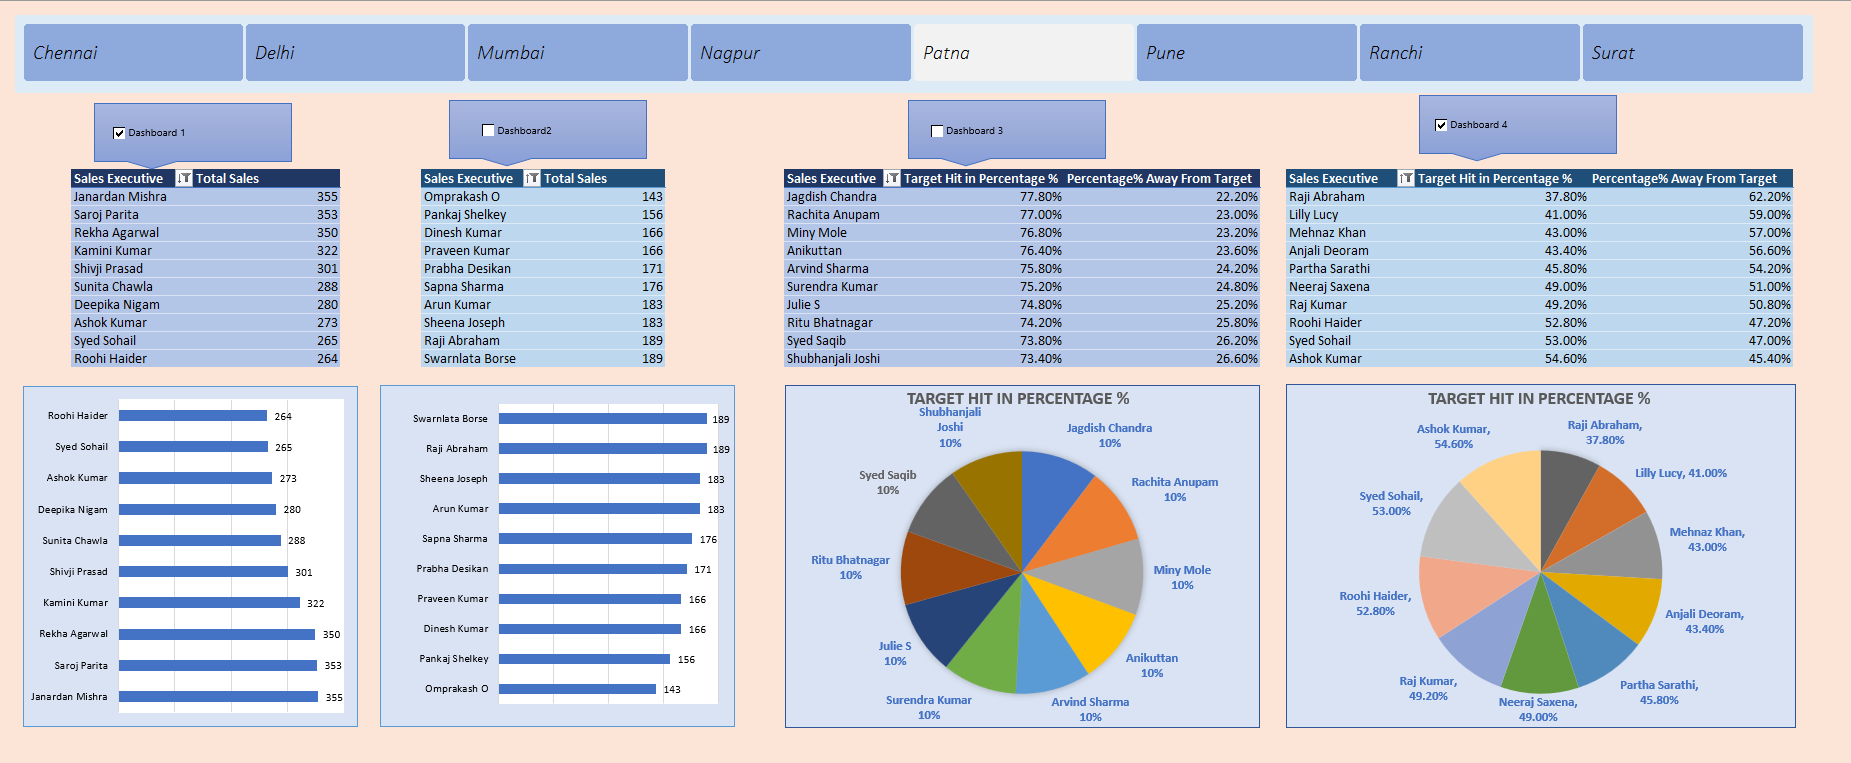 Chennai Delhi Mumbai Nagpur Patna Pune Ranchi Surat
Dashboard 1
Dashboard2
Dashboard 3
Dashboard 4
Sales Executive Total Sales
Janardan Mishra 355
Saroj Parita 353
Rekha Agarwal 350
Kamini Kumar 322
Shivji Prasad 301
Sunita Chawla 288
Deepika Nigam 280
Ashok Kumar 273
Syed Sohail 265
Roohi Haider 264
Sales Executive Total Sales
Omprakash O 143
Pankaj Shelkey 156
Dinesh Kumar 166
Praveen Kumar 166
Prabha Desikan 171
Sapna Sharma 176
Arun Kumar 183
Sheena Joseph 183
Raji Abraham 189
Swarnlata Borse 189
Sales Executive Target Hit in Percentage % Percentage% Away From Target
Jagdish Chandra 77.80% 22.20%
Rachita Anupam 77.00% 23.00%
Miny Mole 76.80% 23.20%
Anikuttan 76.40% 23.60%
Arvind Sharma 75.80% 24.20%
Surendra Kumar 75.20% 24.80%
Julie S 74.80% 25.20%
Ritu Bhatnagar 74.20% 25.80%
Syed Saqib 73.80% 26.20%
Shubhanjali Joshi 73.40% 26.60%
Sales Executive Target Hit in Percentage % Percentage% Away From Target
Raji Abraham 37.80% 62.20%
Lilly Lucy 41.00% 59.00%
Mehnaz Khan 43.00% 57.00%
Anjali Deoram 43.40% 56.60%
Partha Sarathi 45.80% 54.20%
Neeraj Saxena 49.00% 51.00%
Raj Kumar 49.20% 50.80%
Roohi Haider 52.80% 47.20%
Syed Sohail 53.00% 47.00%
Ashok Kumar 54.60% 45.40%
Roohi Haider 264
Syed Sohail 265
Ashok Kumar 273
Deepika Nigam 280
Sunita Chawla 288
Shivji Prasad 301
Kamini Kumar 322
Rekha Agarwal 350
Saroj Parita 353
Janardan Mishra 355
Swarnlata Borse 189
Raji Abraham 189
Sheena Joseph 183
Arun Kumar 183
Sapna Sharma 176
Prabha Desikan 171
Praveen Kumar 166
Dinesh Kumar 166
Pankaj Shelkey 156
Omprakash O 143
TARGET HIT IN PERCENTAGE %
Shubhanjali
Joshi
10%
Jagdish Chandra
10%
Syed Saqib
10%
Rachita Anupam
10%
Ritu Bhatnagar
10%
Miny Mole
10%
Julie S
10%
Anikuttan
10%
Surendra Kumar
10%
Arvind Sharma
10%
TARGET HIT IN PERCENTAGE %
Ashok Kumar,
54.60%
Raji Abraham,
37.80%
Lilly Lucy, 41.00%
Syed Sohail,
53.00%
Mehnaz Khan,
43.00%
Roohi Haider,
52.80%
Anjali Deoram,
43.40%
Raj Kumar,
49.20%
Partha Sarathi,
45.80%
Neeraj Saxena,
49.00%